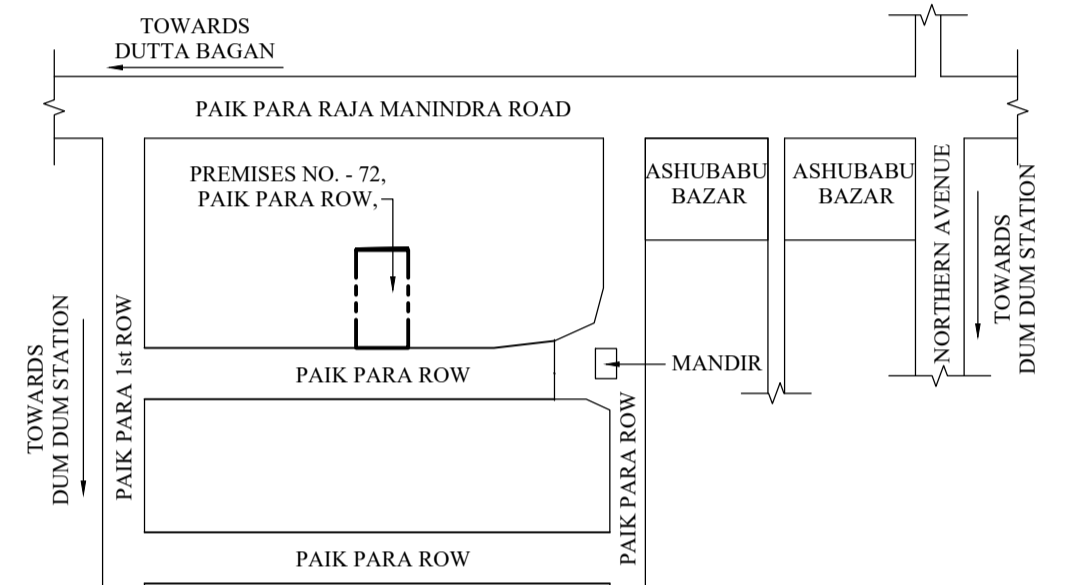 TOWARDS
DUTTA BAGAN
PAIK PARA RAJA MANINDRA ROAD
PREMISES NO. - 72,
PAIK PARA ROW,
ASHUBABU
BAZAR
ASHUBABU
BAZAR
NORTHERN AVENUE
TOWARDS
DUM DUM STATION
TOWARDS
DUM DUM STATION
PAIK PARA 1st ROW
PAIK PARA ROW
MANDIR
PAIK PARA ROW
PAIK PARA ROW